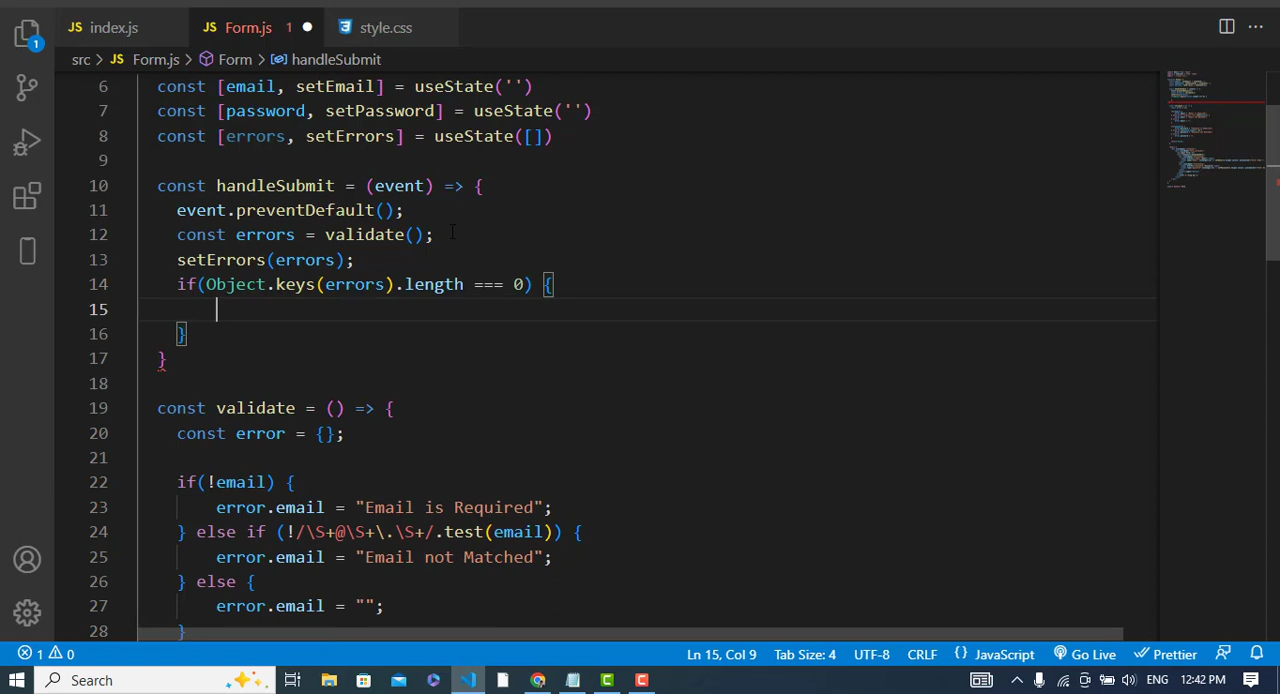 JS index.js JS Form.js 1 style.css
src JS Form.js Form handleSubmit
6 const [email, setEmail] = useState('')
7 const [password, setPassword] = useState('')
8 const [errors, setErrors] = useState([])
9
10 const handleSubmit = (event) => {
11 event.preventDefault();
12 const errors = validate();
13 setErrors(errors);
14 if(Object.keys(errors).length === 0) {
15
16 }
17 }
18
19 const validate = () => {
20 const error = {};
21
22 if(!email) {
23 error.email = "Email is Required";
24 } else if (!/\S+@\S+\.\S+/.test(email)) {
25 error.email = "Email not Matched";
26 } else {
27 error.email = "";
28 }
1
1 0 Ln 15, Col 9 Tab Size: 4 UTF-8 CRLF {} JavaScript Go Live Prettier
Search ENG 12:42 PM